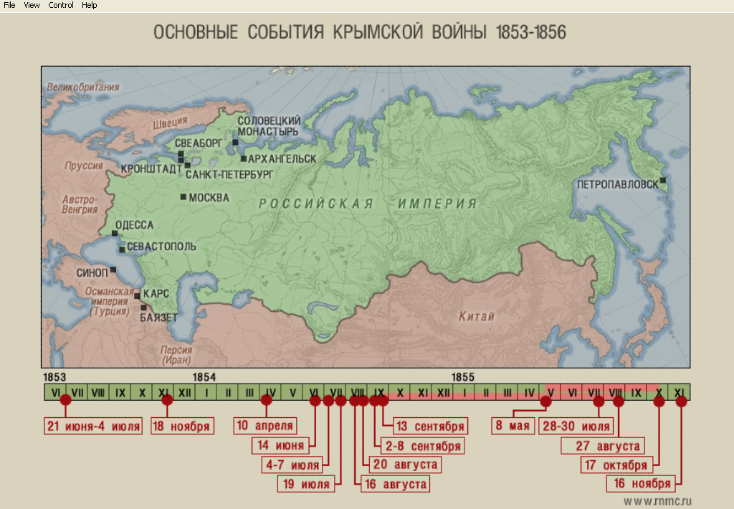 File View Control Help
ОСНОВНЫЕ СОБЫТИЯ КРЫМСКОЙ ВОЙНЫ 1853-1856
Великобритания
Швеция
СОЛОВЕЦКИЙ
МОНАСТЫРЬ
СВЕАБОРГ
АРХАНГЕЛЬСК
Пруссия
КРОНШТАДТ
САНКТ-ПЕТЕРБУРГ
ПЕТРОПАВЛОВСК
Австро-
Венгрия
МОСКВА
РОССИЙСКАЯ ИМПЕРИЯ
ОДЕССА
СЕВАСТОПОЛЬ
СИНОП
Османская
империя
(Турция)
КАРС
БАЯЗЕТ
Китай
Персия
(Иран)
1853 1854 1855
VI VII VIII IX X XI XII I II III IV V VI VII VIII IX X XI XII I II III IV V VII VIII IX X XI
21 июня-4 июля 18 ноября 10 апреля 13 сентября 8 мая 28-30 июля
14 июня 2-8 сентября 27 августа
4-7 июля 20 августа 17 октября
19 июля 16 августа 16 ноября
www.rnmc.ru